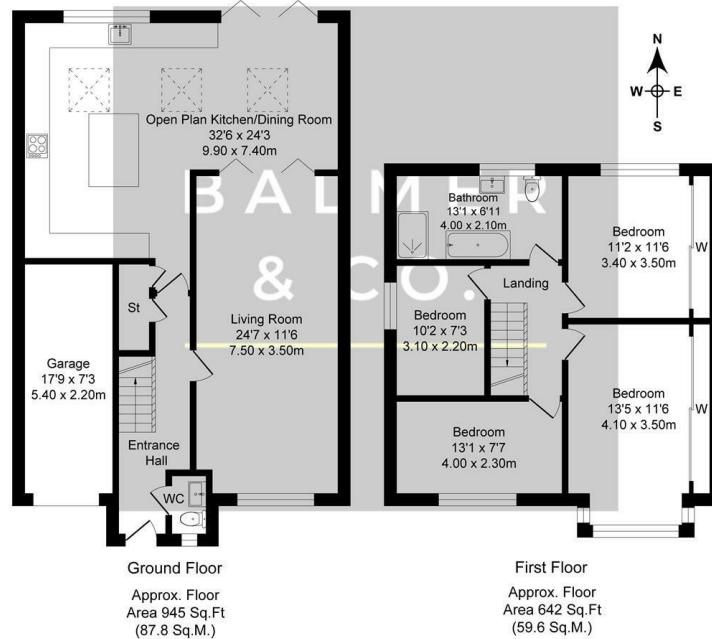 Open Plan Kitchen/Dining Room
32'6 x 24'3
9.90 x 7.40m
N
W E
S
BALMER
& CO.
Bathroom
13'1 x 6'11
4.00 x 2.10m
Bedroom
11'2 x 11'6
3.40 x 3.50m
W
Landing
St
Living Room
24'7 x 11'6
7.50 x 3.50m
Bedroom
10'2 x 7'3
3.10 x 2.20m
Garage
17'9 x 7'3
5.40 x 2.20m
Bedroom
13'5 x 11'6
4.10 x 3.50m
W
Entrance
Hall
Bedroom
13'1 x 7'7
4.00 x 2.30m
WC
Ground Floor
Approx. Floor
Area 945 Sq.Ft
(87.8 Sq.M.)
First Floor
Approx. Floor
Area 642 Sq.Ft
(59.6 Sq.M.)